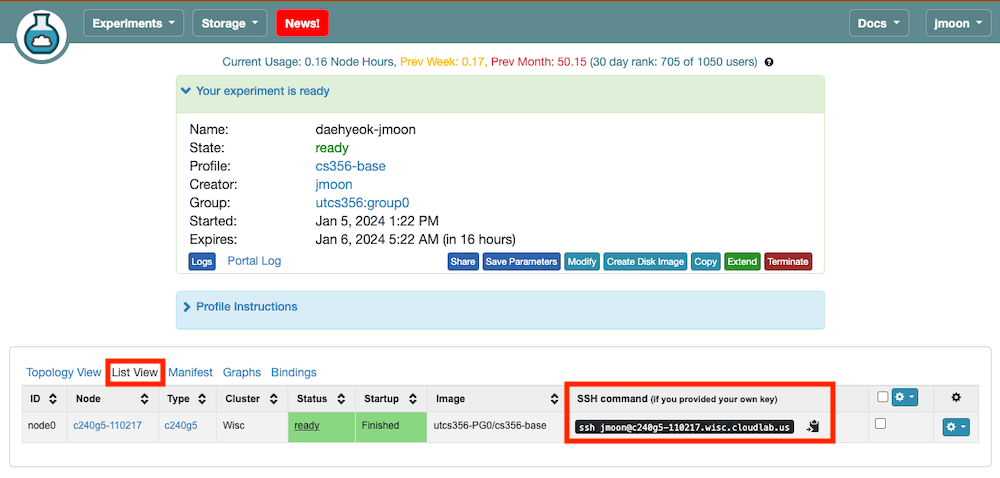 Experiments Storage News! Docs jmoon
Current Usage: 0.16 Node Hours, Prev Week: 0.17, Prev Month: 50.15 (30 day rank: 705 of 1050 users) ?
Your experiment is ready
Name: daehyeok-jmoon
State: ready
Profile: cs356-base
Creator: jmoon
Group: utcs356:group0
Started: Jan 5, 2024 1:22 PM
Expires: Jan 6, 2024 5:22 AM (in 16 hours)
Logs Portal Log Share Save Parameters Modify Create Disk Image Copy Extend Terminate
Profile Instructions
Topology View List View Manifest Graphs Bindings
ID Node Type Cluster Status Startup Image SSH command (if you provided your own key)
node0 c240g5-110217 c240g5 Wisc ready Finished utcs356-PG0/cs356-base ssh jmoon@c240g5-110217.wisc.cloudlab.us